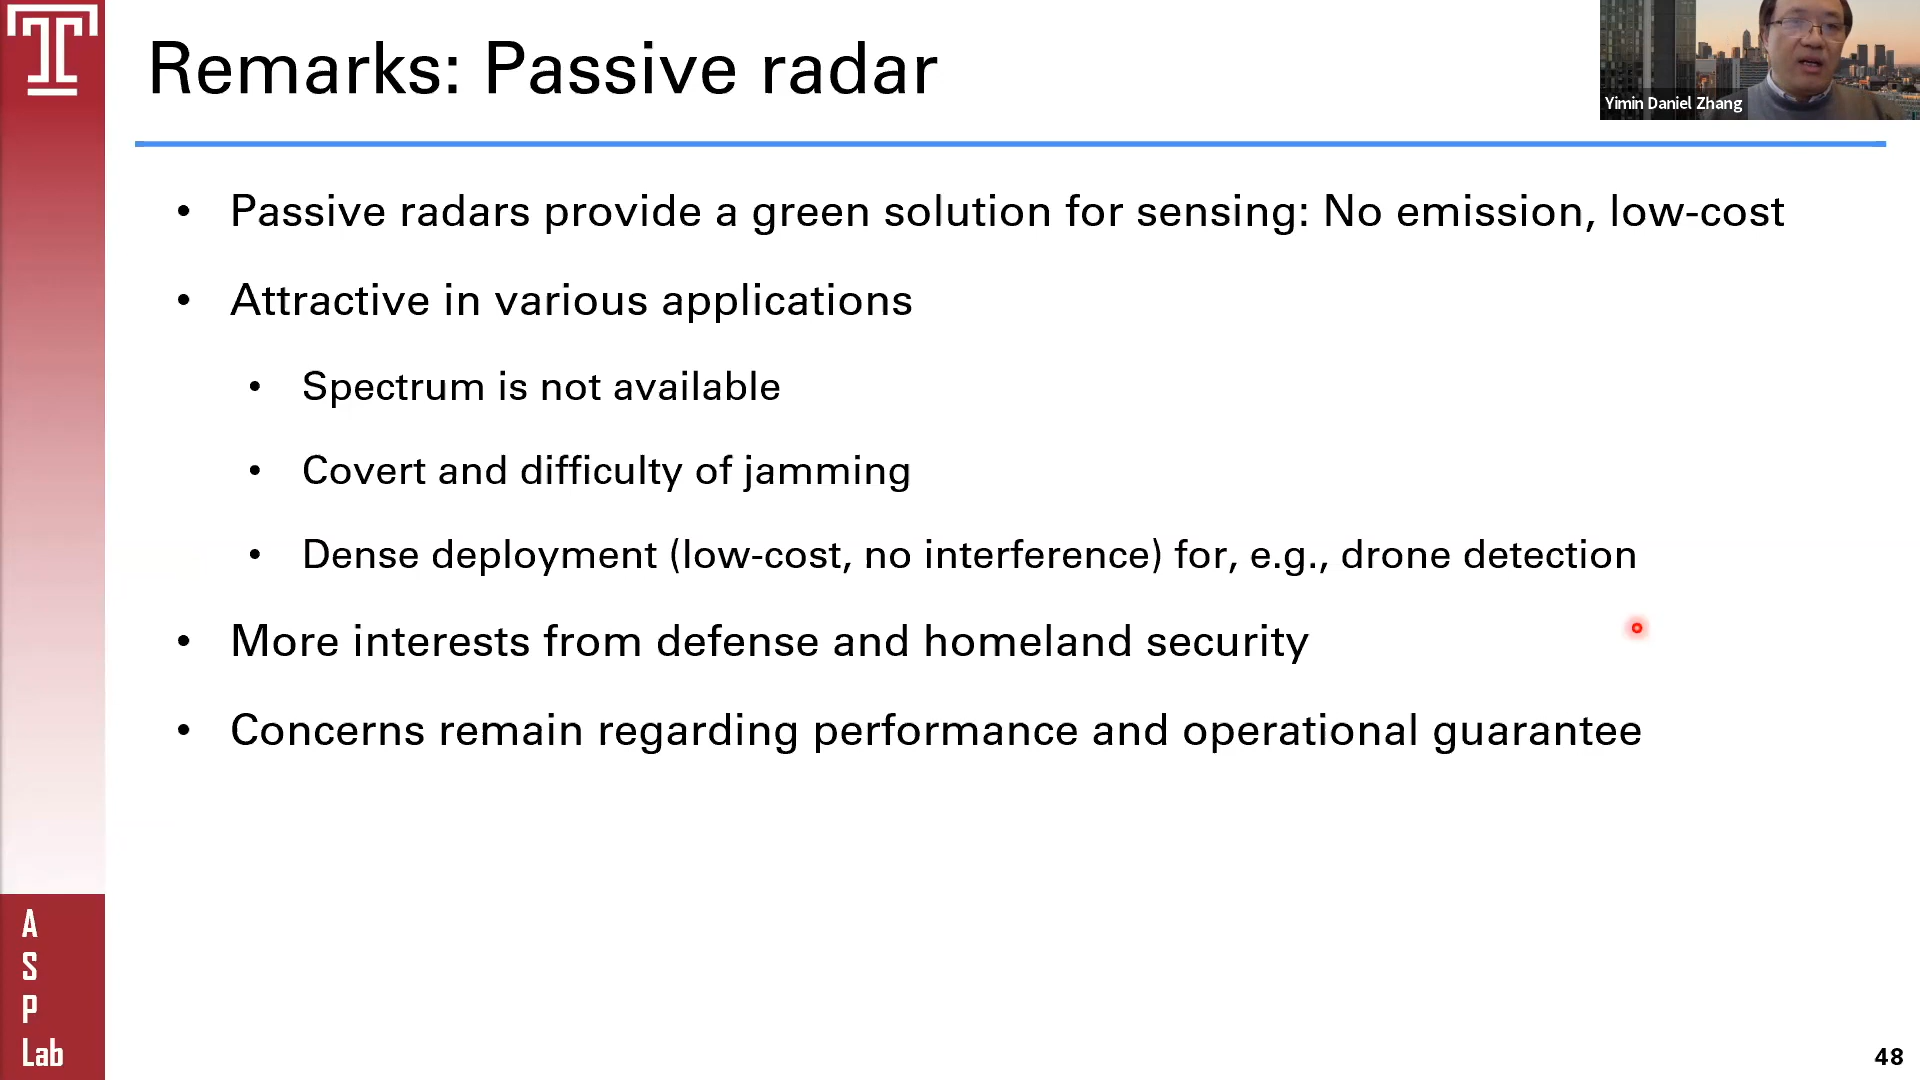 T
Remarks: Passive radar
Yimin Daniel Zhang
• Passive radars provide a green solution for sensing: No emission, low-cost
• Attractive in various applications
• Spectrum is not available
• Covert and difficulty of jamming
• Dense deployment (low-cost, no interference) for, e.g., drone detection
• More interests from defense and homeland security
• Concerns remain regarding performance and operational guarantee
A
S
P
Lab
48